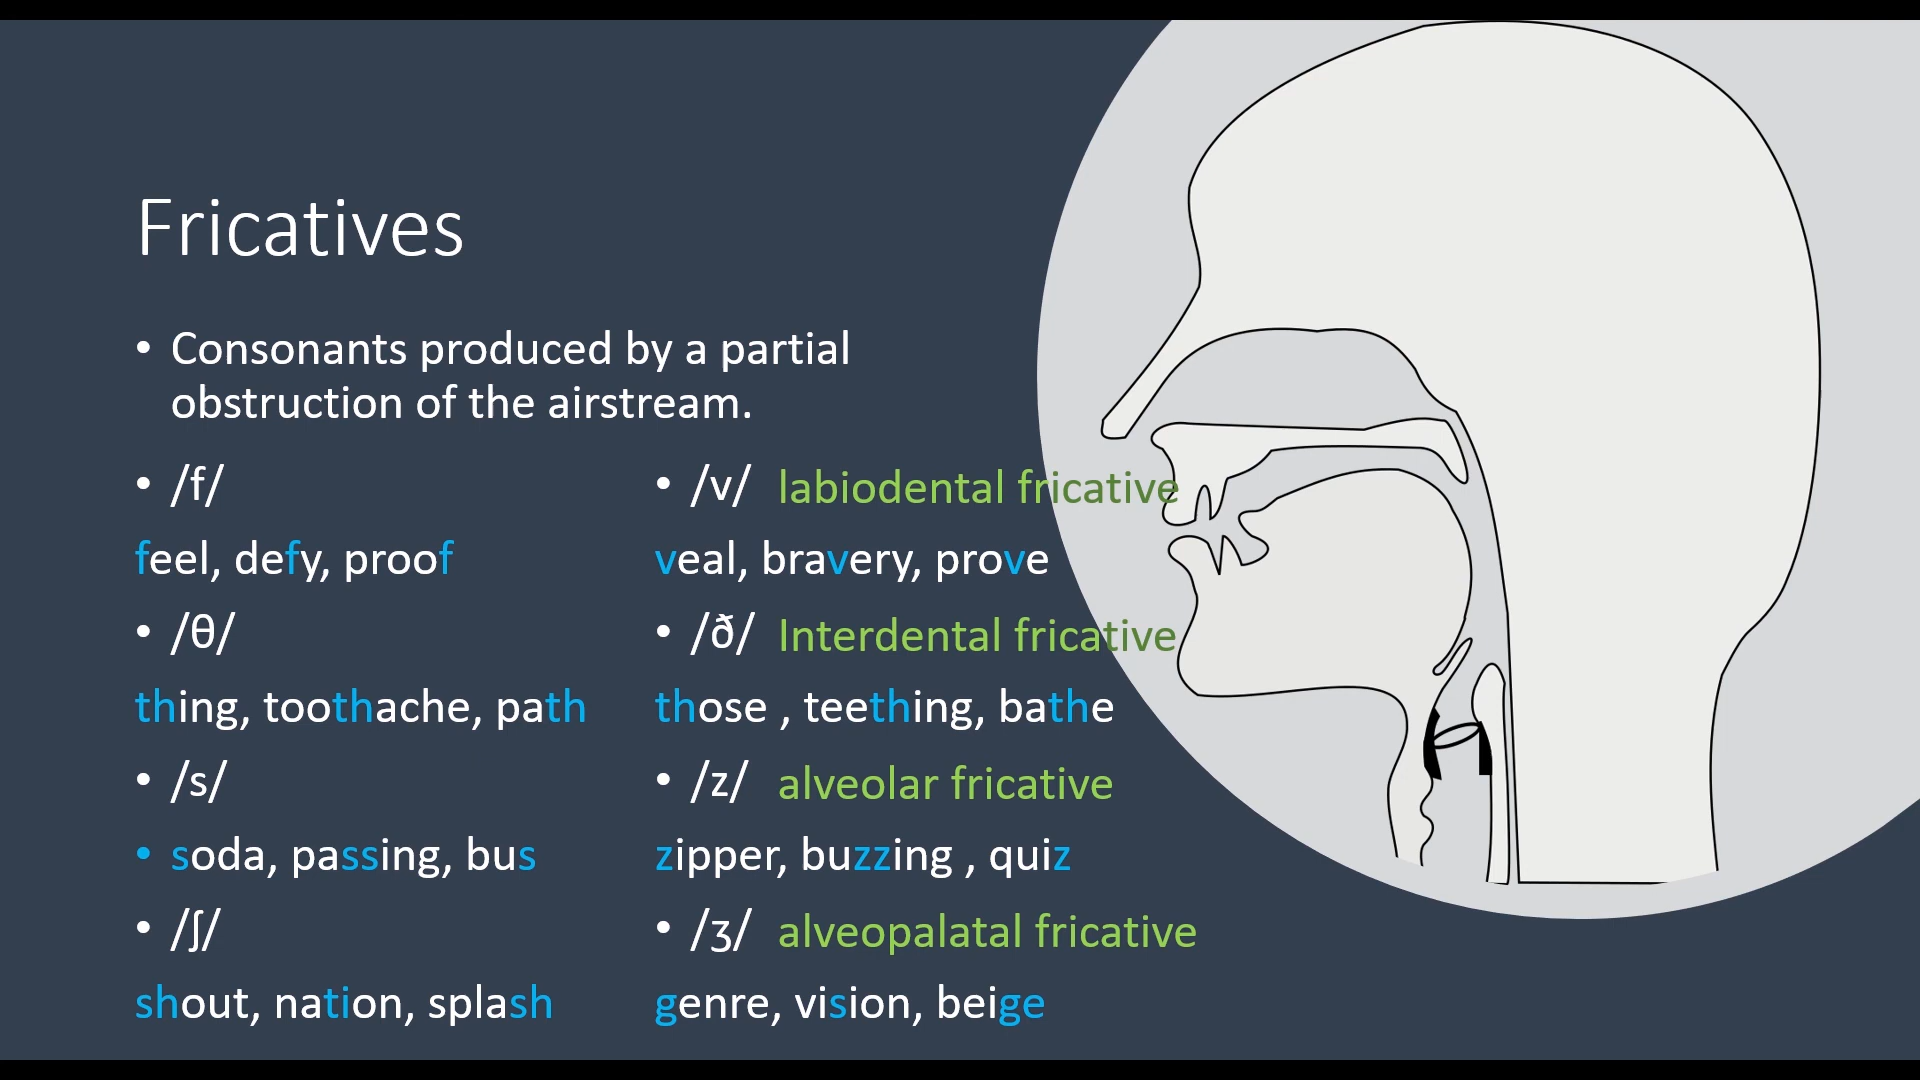 Fricatives
• Consonants produced by a partial
obstruction of the airstream.
• /f/
• /v/ labiodental fricative
feel, defy, proof
veal, bravery, prove
• /θ/
• /ð/ Interdental fricative
thing, toothache, path
those , teething, bathe
• /s/
• /z/ alveolar fricative
• soda, passing, bus
zipper, buzzing , quiz
• /ʃ/
• /ʒ/ alveopalatal fricative
shout, nation, splash
genre, vision, beige